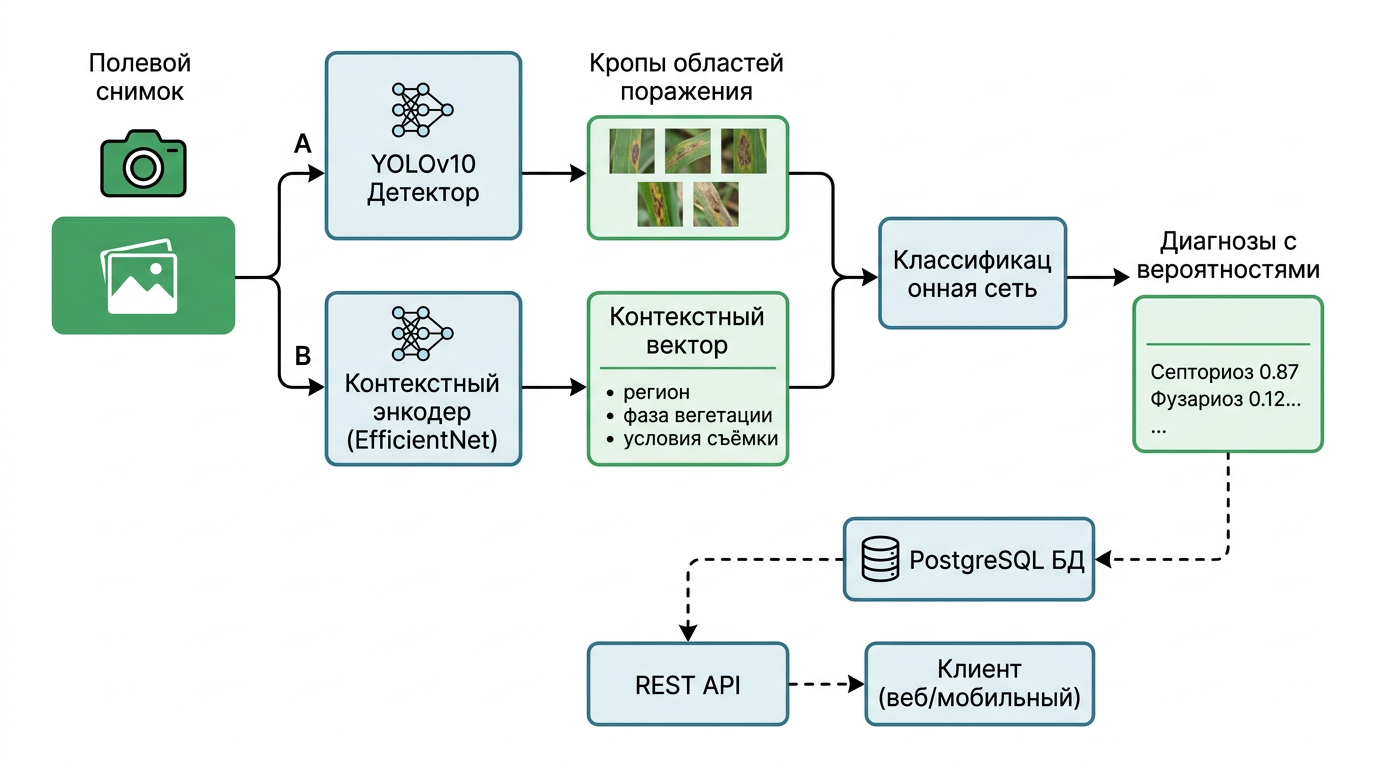 Полевой
снимок
A
YOLOv10
Детектор
Кропы областей
поражения
B
Контекстный
энкодер
(EfficientNet)
Контекстный
вектор
• регион
• фаза вегетации
• условия съёмки
Классификац
онная сеть
Диагнозы с
вероятностями
Септориоз 0.87
Фузариоз 0.12...
...
PostgreSQL БД
REST API
Клиент
(веб/мобильный)